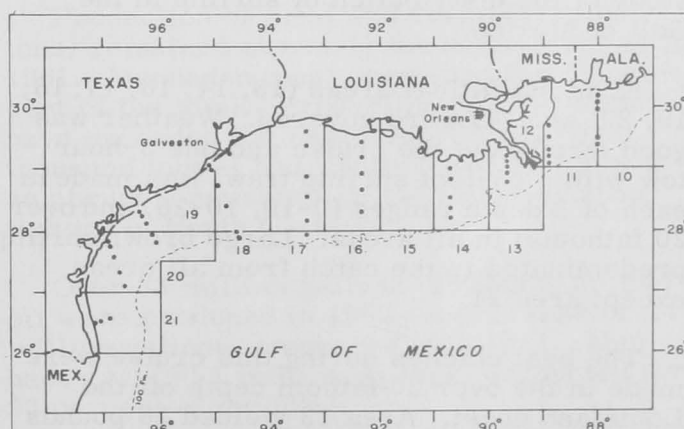 96° 94° 92° 90° 88°
TEXAS LOUISIANA MISS. ALA.
30° 30°
New
Orleans
12
Galveston
11 10
19
28° 28°
18 17 16 15 14 13
20
21
26° GULF OF MEXICO 26°
MEX.
96° 94° 92° 90° 88°